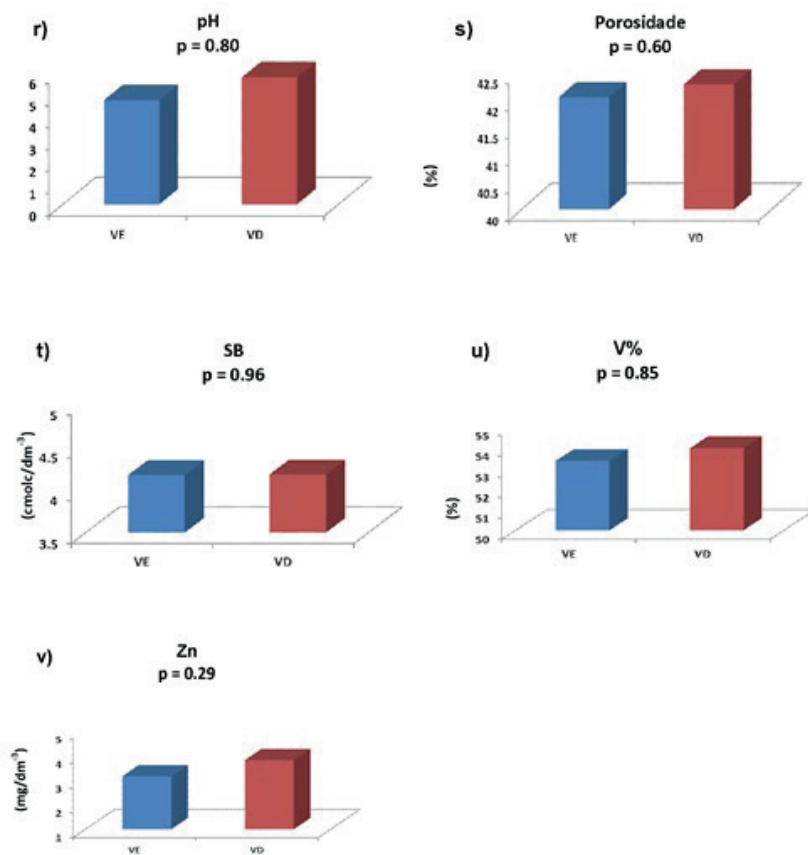 r)
pH
p = 0.80
6
5
4
3
2
1
0
VE
VD
s)
Porosidade
p = 0.60
(%)
42.5
42
41.5
41
40.5
40
VE
VD
t)
SB
p = 0.96
(cmolc/dm⁻³)
5
4.5
4
3.5
VE
VD
u)
V%
p = 0.85
(%)
55
54
53
52
51
50
VE
VD
v)
Zn
p = 0.29
(mg/dm⁻³)
5
4
3
2
1
VE
VD